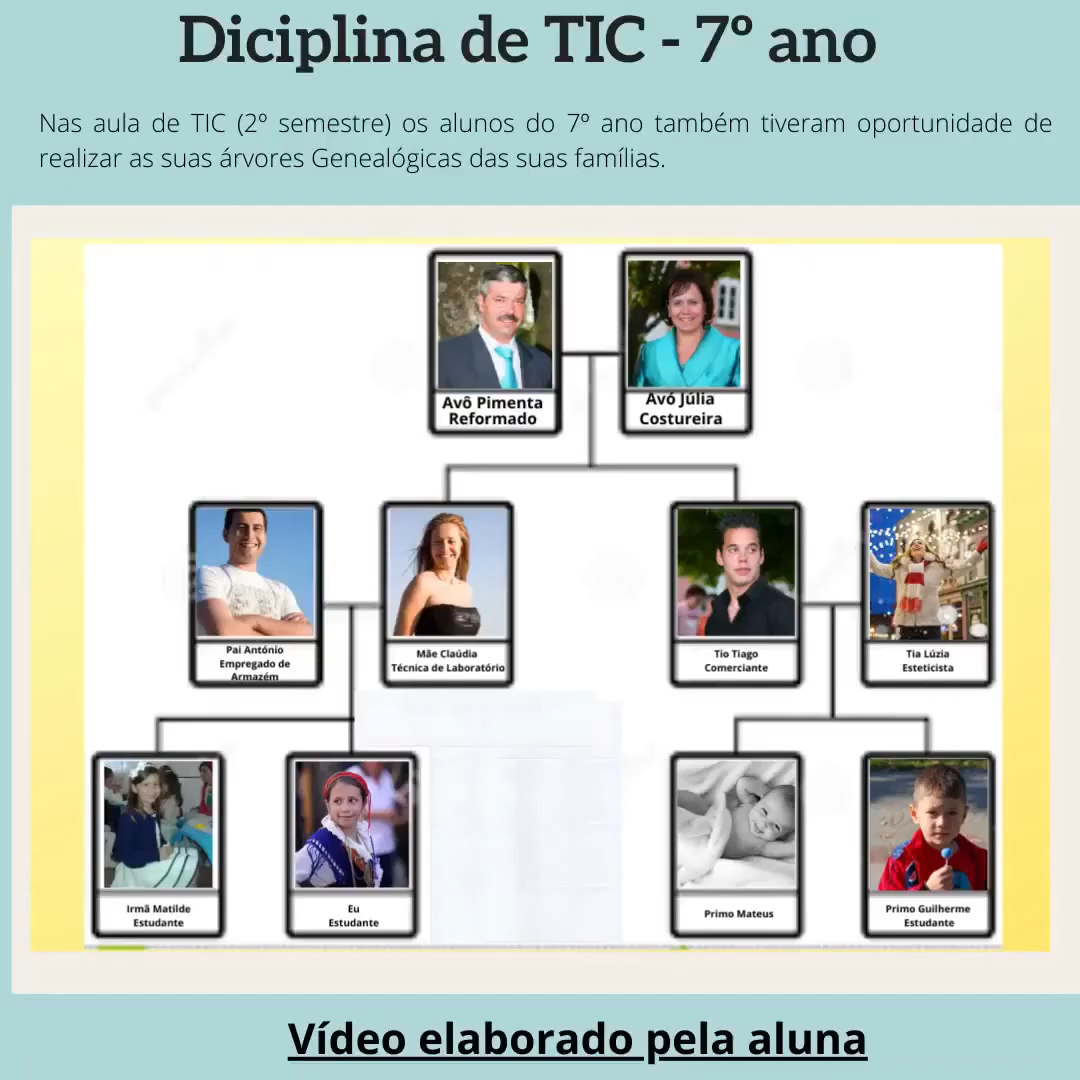 Diciplina de TIC - 7º ano
Nas aula de TIC (2º semestre) os alunos do 7º ano também tiveram oportunidade de
realizar as suas árvores Genealógicas das suas famílias.
Avô Pimenta
Reformado
Avó Júlia
Costureira
Pai António
Empregado de
Armazém
Mãe Claúdia
Técnica de Laboratório
Tio Tiago
Comerciante
Tia Lúzia
Esteticista
Irmã Matilde
Estudante
Eu
Estudante
Primo Mateus
Primo Guilherme
Estudante
Vídeo elaborado pela aluna